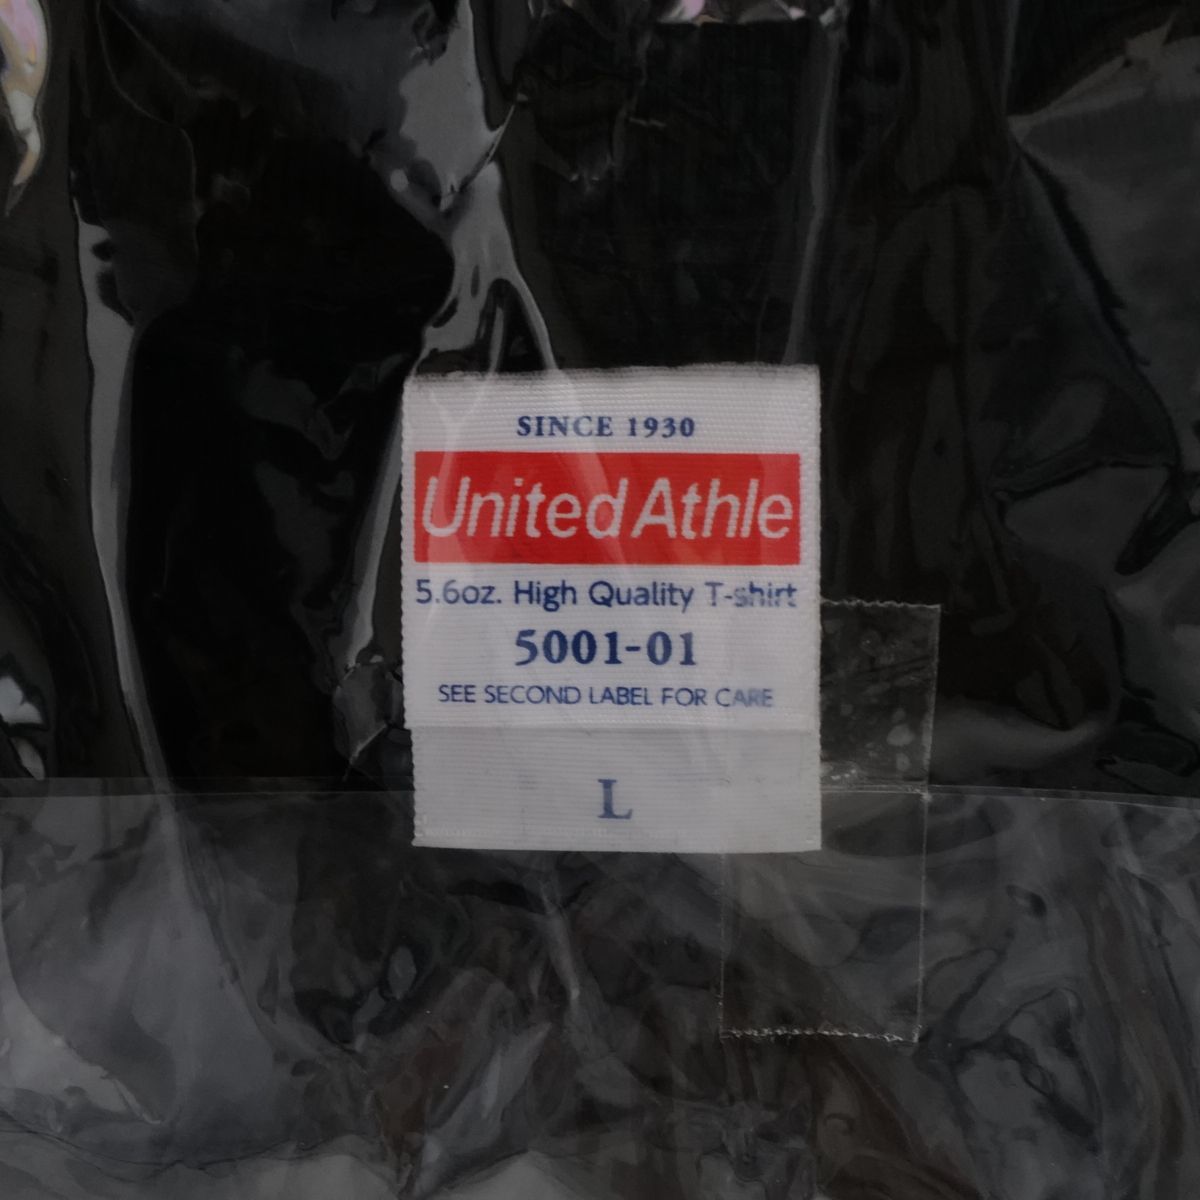 SINCE 1930
United Athle
5.6oz. High Quality T-shirt
5001-01
SEE SECOND LABEL FOR CARE
L